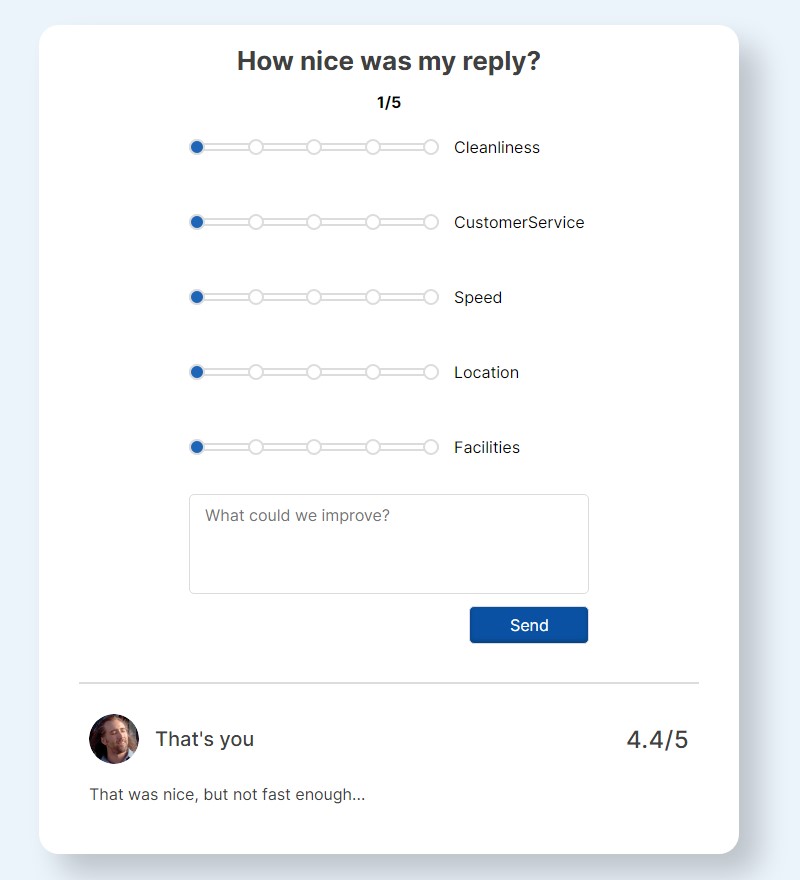 How nice was my reply?
1/5
Cleanliness
CustomerService
Speed
Location
Facilities
What could we improve?
Send
That's you
4.4/5
That was nice, but not fast enough...